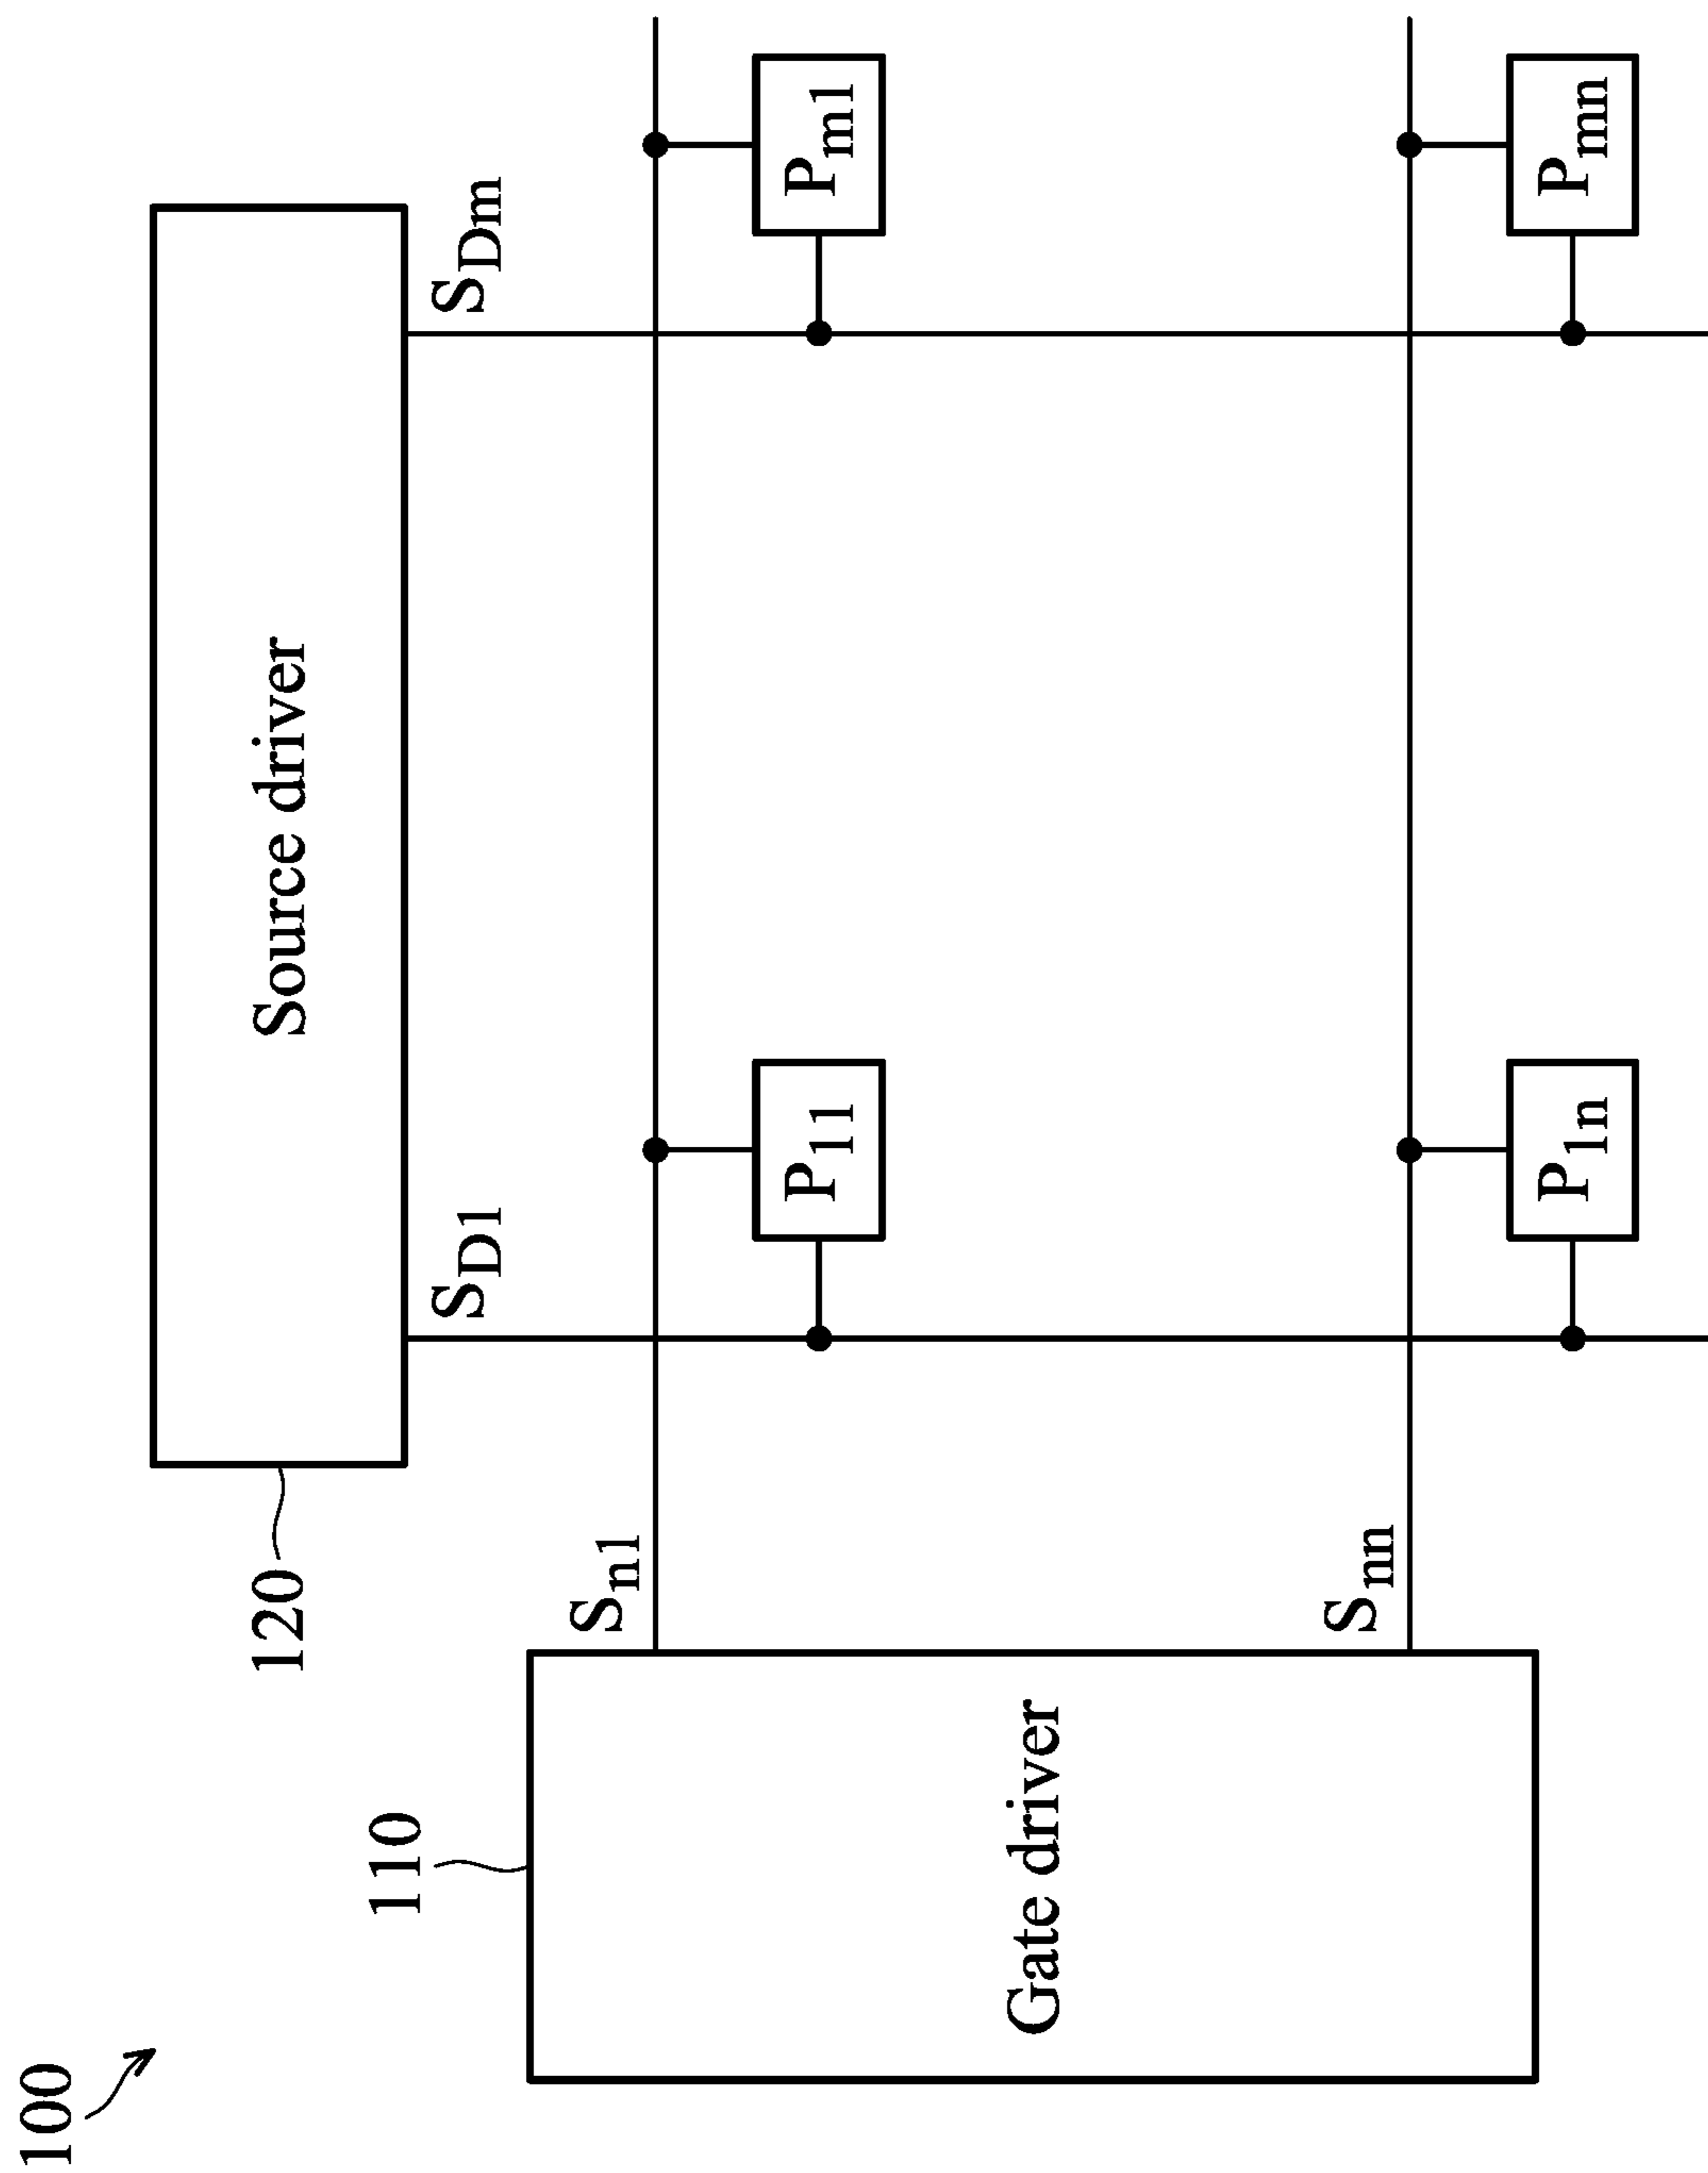 100
120
Source driver
S_D1
S_Dm
110
Gate driver
S_n1
S_nn
P_11
P_m1
P_1n
P_mn